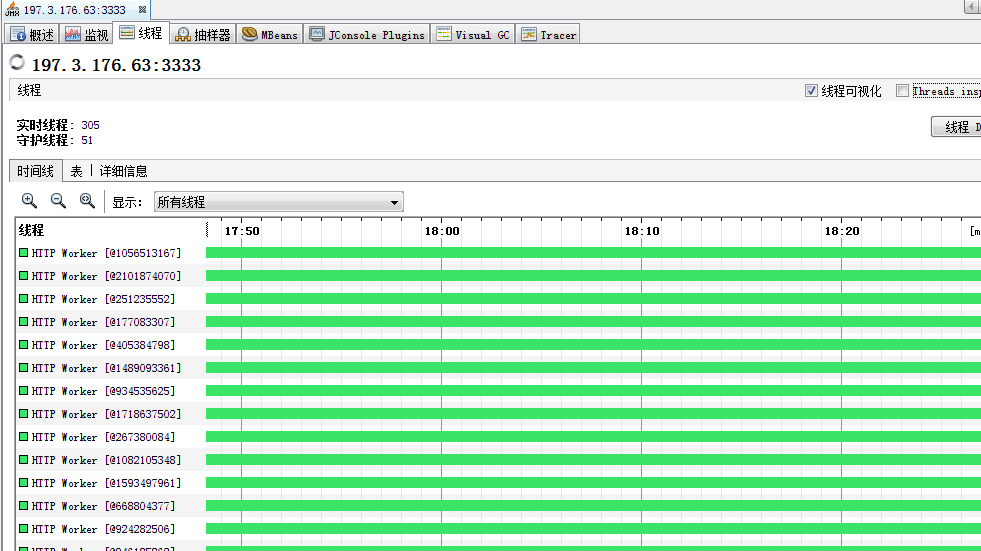 197.3.176.63:3333
概述 监视 线程 抽样器 MBeans JConsole Plugins Visual GC Tracer
197.3.176.63:3333
线程 线程可视化 Threads insp
实时线程: 305
守护线程: 51
线程 D
时间线 表 详细信息
显示: 所有线程
线程 17:50 18:00 18:10 18:20 [m
HTTP Worker [@1056513167]
HTTP Worker [@2101874070]
HTTP Worker [@251235552]
HTTP Worker [@177083307]
HTTP Worker [@405384798]
HTTP Worker [@1489093361]
HTTP Worker [@934535625]
HTTP Worker [@1718637502]
HTTP Worker [@267380084]
HTTP Worker [@1082105348]
HTTP Worker [@1593497961]
HTTP Worker [@668804377]
HTTP Worker [@924282506]